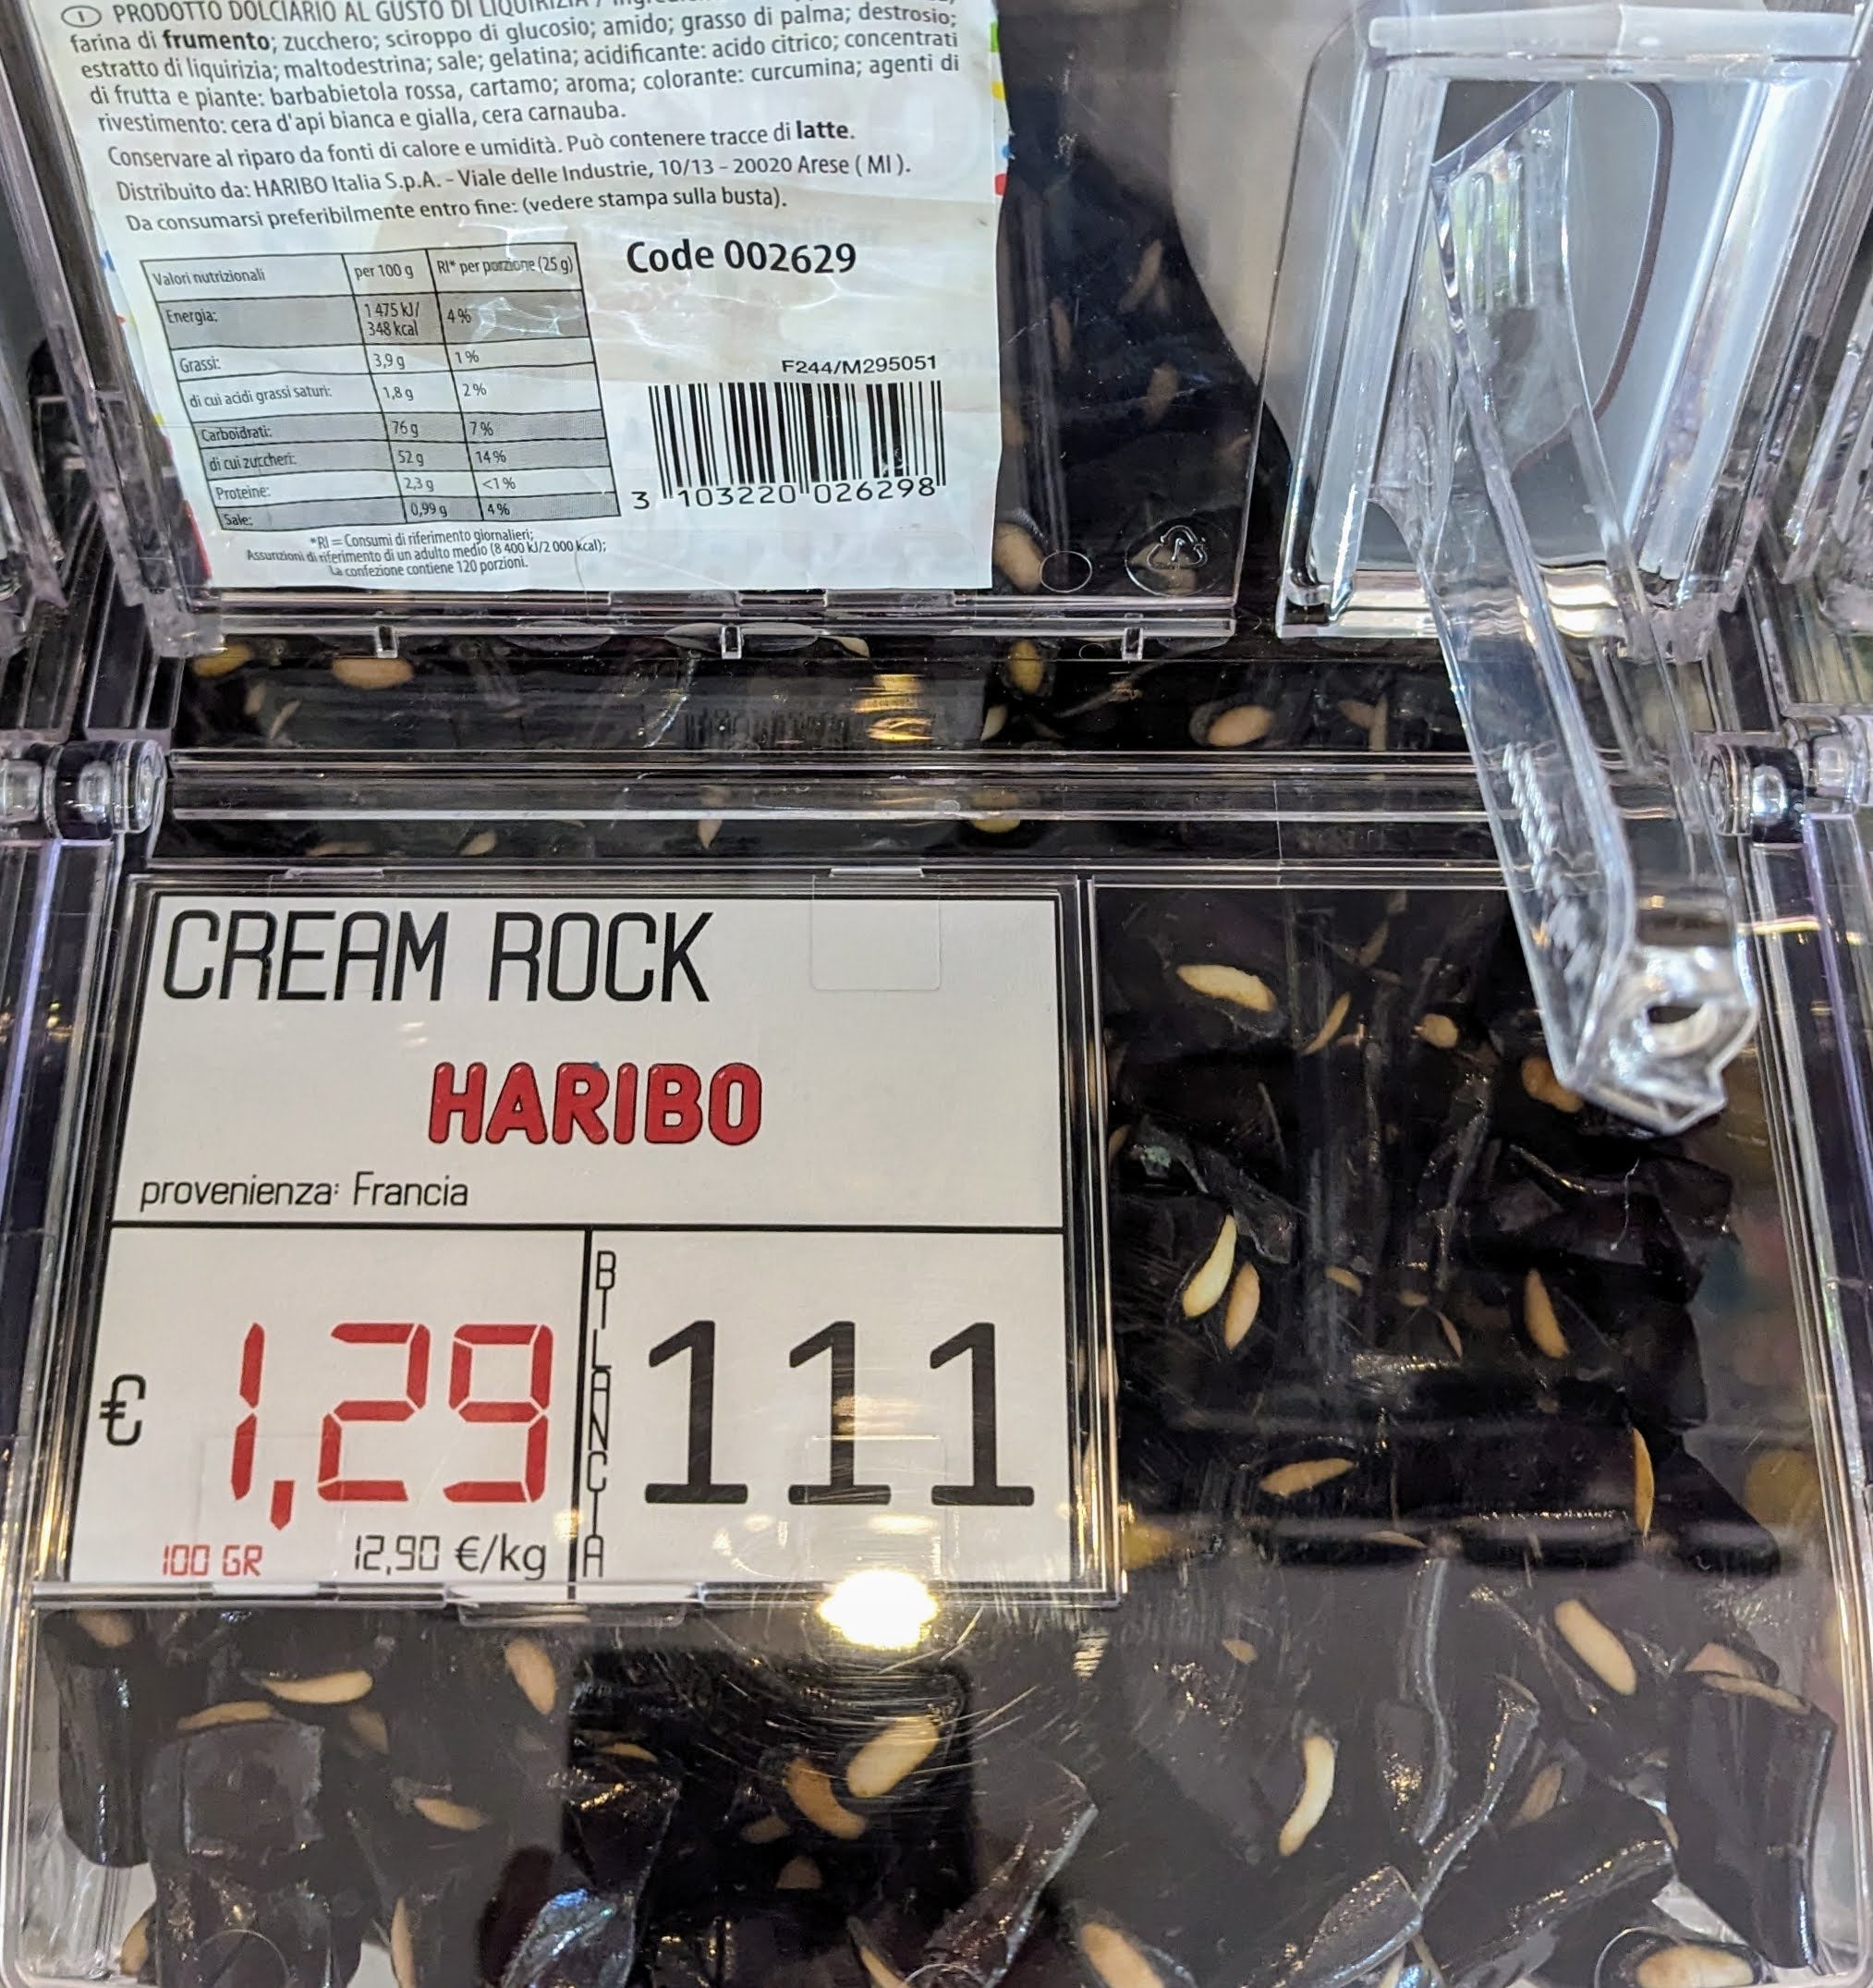 PRODOTTO DOLCIARIO AL GUSTO DI LIQUIRIZIA /
farina di frumento; zucchero; sciroppo di glucosio; amido; grasso di palma; destrosio;
estratto di liquirizia; maltodestrina; sale; gelatina; acidificante: acido citrico; concentrati
di frutta e piante: barbabietola rossa, cartamo; aroma; colorante: curcumina; agenti di
rivestimento: cera d'api bianca e gialla, cera carnauba.
Conservare al riparo da fonti di calore e umidità. Può contenere tracce di latte.
Distribuito da: HARIBO Italia S.p.A. - Viale delle Industrie, 10/13 - 20020 Arese ( MI ).
Da consumarsi preferibilmente entro fine: (vedere stampa sulla busta).
Code 002629
Valori nutrizionali per 100 g RI* per porzione (25 g)
Energia: 1 475 kJ/ 348 kcal 4 %
Grassi: 3,9 g 1 %
di cui acidi grassi saturi: 1,8 g 2 %
Carboidrati: 76 g 7 %
di cui zuccheri: 52 g 14 %
Proteine: 2,3 g <1 %
Sale: 0,99 g 4 %
*RI = Consumi di riferimento giornalieri;
Assunzioni di riferimento di un adulto medio (8 400 kJ/2 000 kcal);
La confezione contiene 120 porzioni.
F244/M295051
3 103220 026298
CREAM ROCK
HARIBO
provenienza: Francia
€ 1,29
100 GR 12,90 €/kg
BILANCIA
111